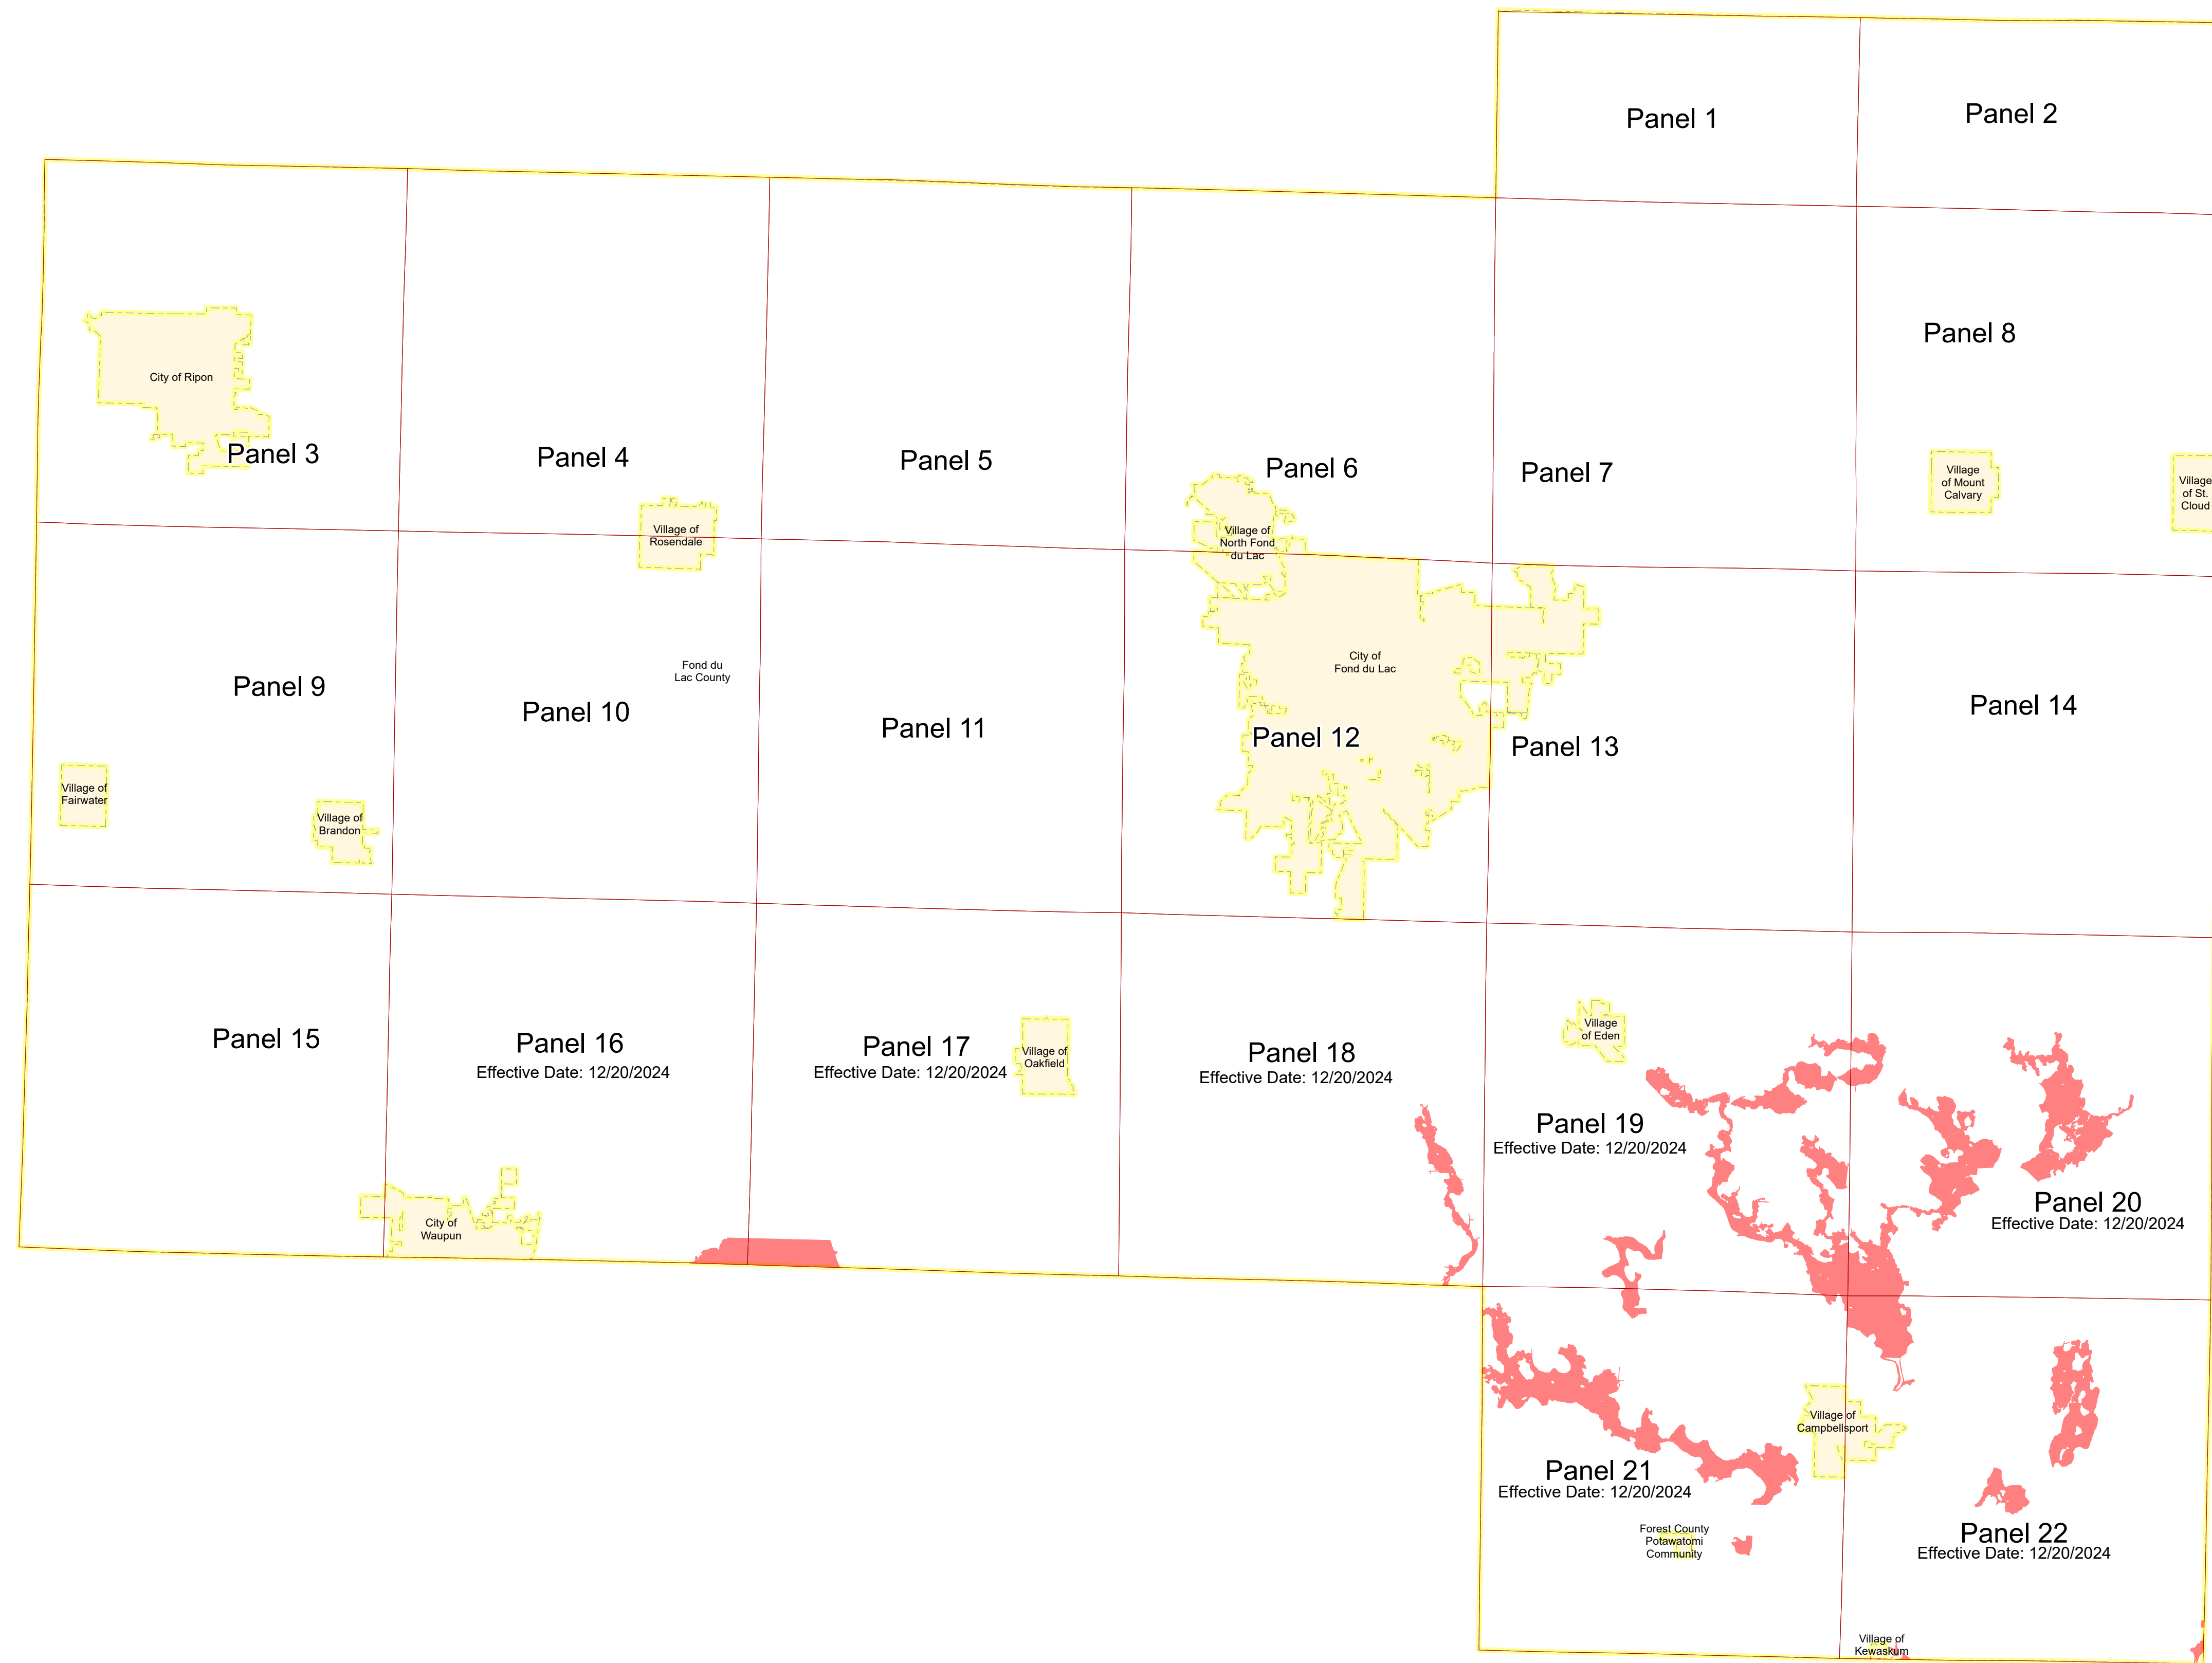 Panel 1
Panel 2
Panel 8
City of Ripon
Panel 3
Panel 4
Panel 5
Panel 6
Panel 7
Village
of Mount
Calvary
Village
of St.
Cloud
Village of
Rosendale
Village of
North Fond
du Lac
Fond du
Lac County
City of
Fond du Lac
Panel 9
Panel 10
Panel 11
Panel 12
Panel 13
Panel 14
Village of
Fairwater
Village of
Brandon
Panel 15
Panel 16
Effective Date: 12/20/2024
Panel 17
Effective Date: 12/20/2024
Village of
Oakfield
Panel 18
Effective Date: 12/20/2024
Village
of Eden
Panel 19
Effective Date: 12/20/2024
Panel 20
Effective Date: 12/20/2024
City of
Waupun
Village of
Campbellsport
Panel 21
Effective Date: 12/20/2024
Forest County
Potawatomi
Community
Panel 22
Effective Date: 12/20/2024
Village of
Kewaskum